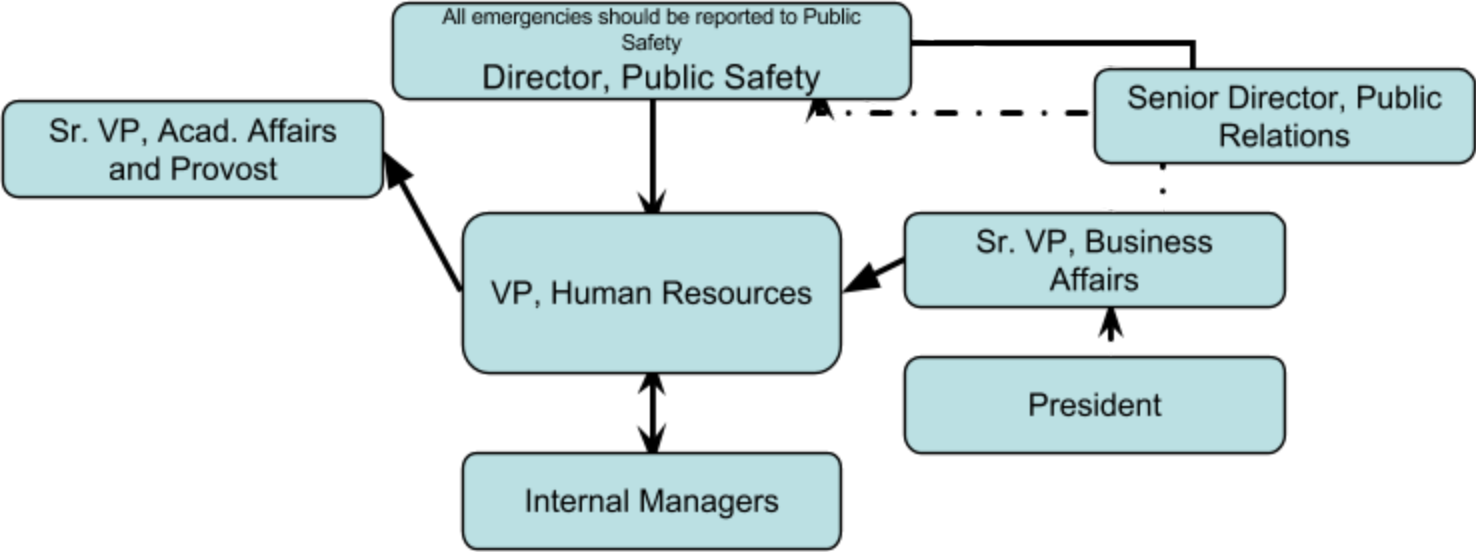 All emergencies should be reported to Public
Safety
Director, Public Safety
Senior Director, Public
Relations
Sr. VP, Acad. Affairs
and Provost
VP, Human Resources
Sr. VP, Business
Affairs
President
Internal Managers